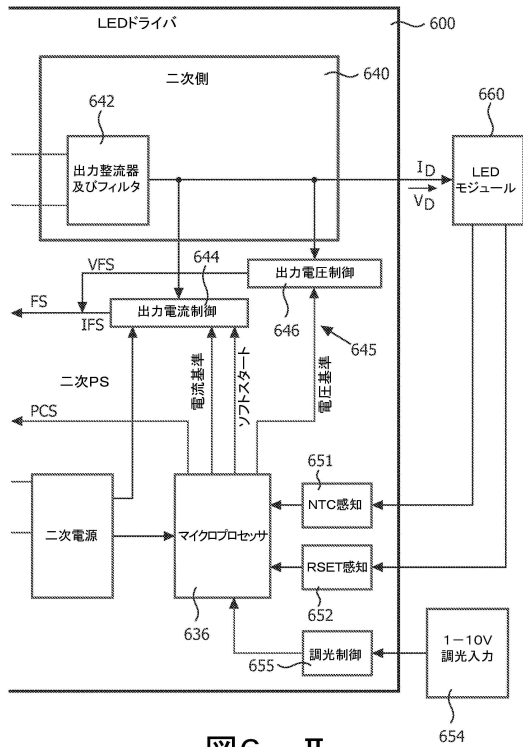 LEDドライバ
600
二次側
640
642
出力整流器
及びフィルタ
660
LED
モジュール
I_D
V_D
VFS
644
出力電圧制御
646
FS
IFS
出力電流制御
645
二次PS
電流基準
ソフトスタート
電圧基準
PCS
651
NTC感知
二次電源
マイクロプロセッサ
RSET感知
652
636
1-10V
調光入力
調光制御
655
654